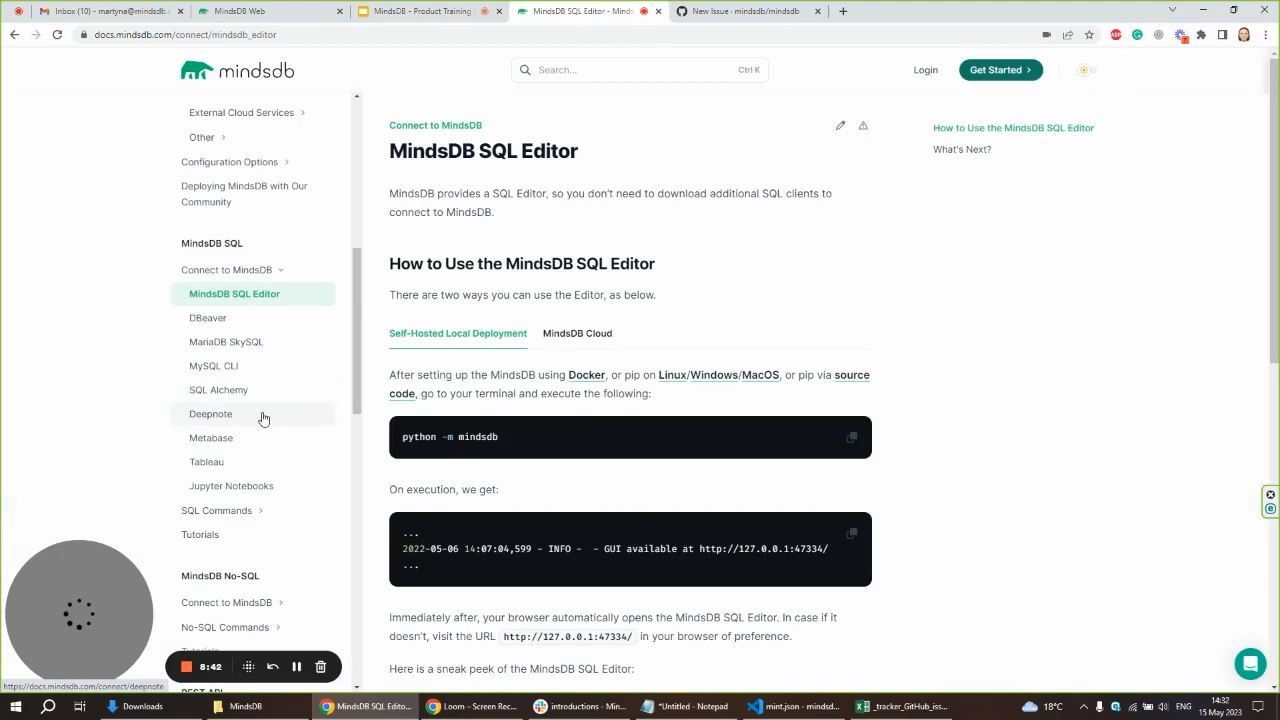 Inbox (10) - martyna@mindsdb.c
MindsDB Web
MindsDB - Product Training
MindsDB SQL Editor - Minds
New Issue · mindsdb/mindsdb
docs.mindsdb.com/connect/mindsdb_editor
mindsdb
Search...
Ctrl K
Login
Get Started
External Cloud Services
Other
Configuration Options
Deploying MindsDB with Our
Community
MindsDB SQL
Connect to MindsDB
MindsDB SQL Editor
DBeaver
MariaDB SkySQL
MySQL CLI
SQL Alchemy
Deepnote
Metabase
Tableau
Jupyter Notebooks
SQL Commands
Tutorials
MindsDB No-SQL
Connect to MindsDB
No-SQL Commands
Tutorials
8:42
REST API
https://docs.mindsdb.com/connect/deepnote
Connect to MindsDB
MindsDB SQL Editor
MindsDB provides a SQL Editor, so you don't need to download additional SQL clients to
connect to MindsDB.
How to Use the MindsDB SQL Editor
There are two ways you can use the Editor, as below.
Self-Hosted Local Deployment
MindsDB Cloud
After setting up the MindsDB using Docker, or pip on Linux/Windows/MacOS, or pip via source
code, go to your terminal and execute the following:
python -m mindsdb
On execution, we get:
...
2022-05-06 14:07:04,599 - INFO -  - GUI available at http://127.0.0.1:47334/
...
Immediately after, your browser automatically opens the MindsDB SQL Editor. In case if it
doesn't, visit the URL http://127.0.0.1:47334/ in your browser of preference.
Here is a sneak peek of the MindsDB SQL Editor:
How to Use the MindsDB SQL Editor
What's Next?
Downloads
MindsDB
MindsDB SQL Edito...
Loom – Screen Rec...
introductions - Min...
*Untitled - Notepad
mint.json - mindsd...
_tracker_GitHub_iss...
18°C
ENG
14:32
15 May 2023